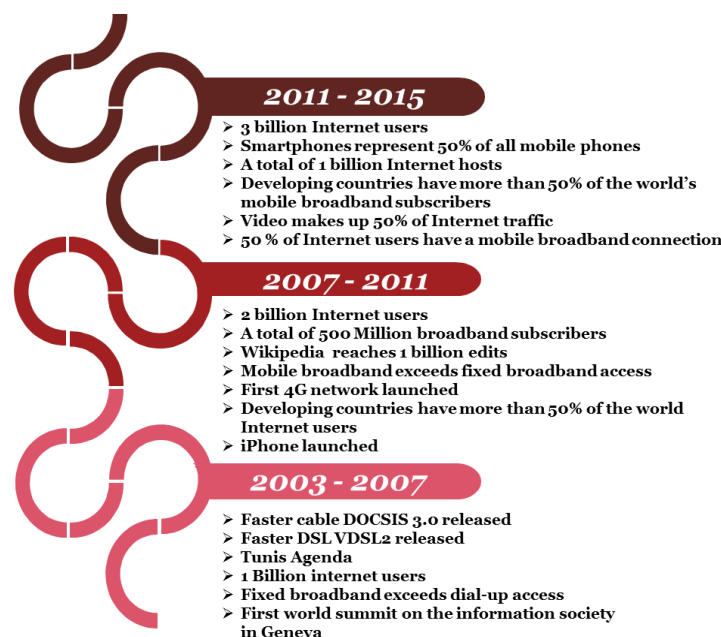 2011 - 2015
➢ 3 billion Internet users
➢ Smartphones represent 50% of all mobile phones
➢ A total of 1 billion Internet hosts
➢ Developing countries have more than 50% of the world's
mobile broadband subscribers
➢ Video makes up 50% of Internet traffic
➢ 50 % of Internet users have a mobile broadband connection
2007 - 2011
➢ 2 billion Internet users
➢ A total of 500 Million broadband subscribers
➢ Wikipedia reaches 1 billion edits
➢ Mobile broadband exceeds fixed broadband access
➢ First 4G network launched
➢ Developing countries have more than 50% of the world
Internet users
➢ iPhone launched
2003 - 2007
➢ Faster cable DOCSIS 3.0 released
➢ Faster DSL VDSL2 released
➢ Tunis Agenda
➢ 1 Billion internet users
➢ Fixed broadband exceeds dial-up access
➢ First world summit on the information society
in Geneva